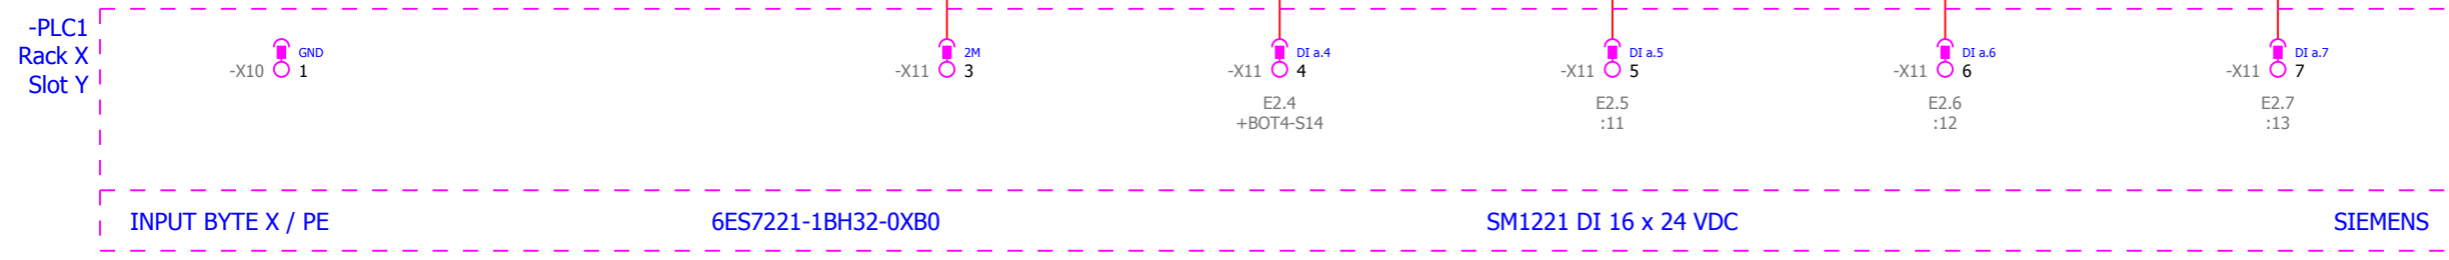 -PLC1
Rack X
Slot Y
-X10 1 GND
-X11 3 2M
-X11 4 DI a.4
E2.4
+BOT4-S14
-X11 5 DI a.5
E2.5
:11
-X11 6 DI a.6
E2.6
:12
-X11 7 DI a.7
E2.7
:13
INPUT BYTE X / PE
6ES7221-1BH32-0XB0
SM1221 DI 16 x 24 VDC
SIEMENS